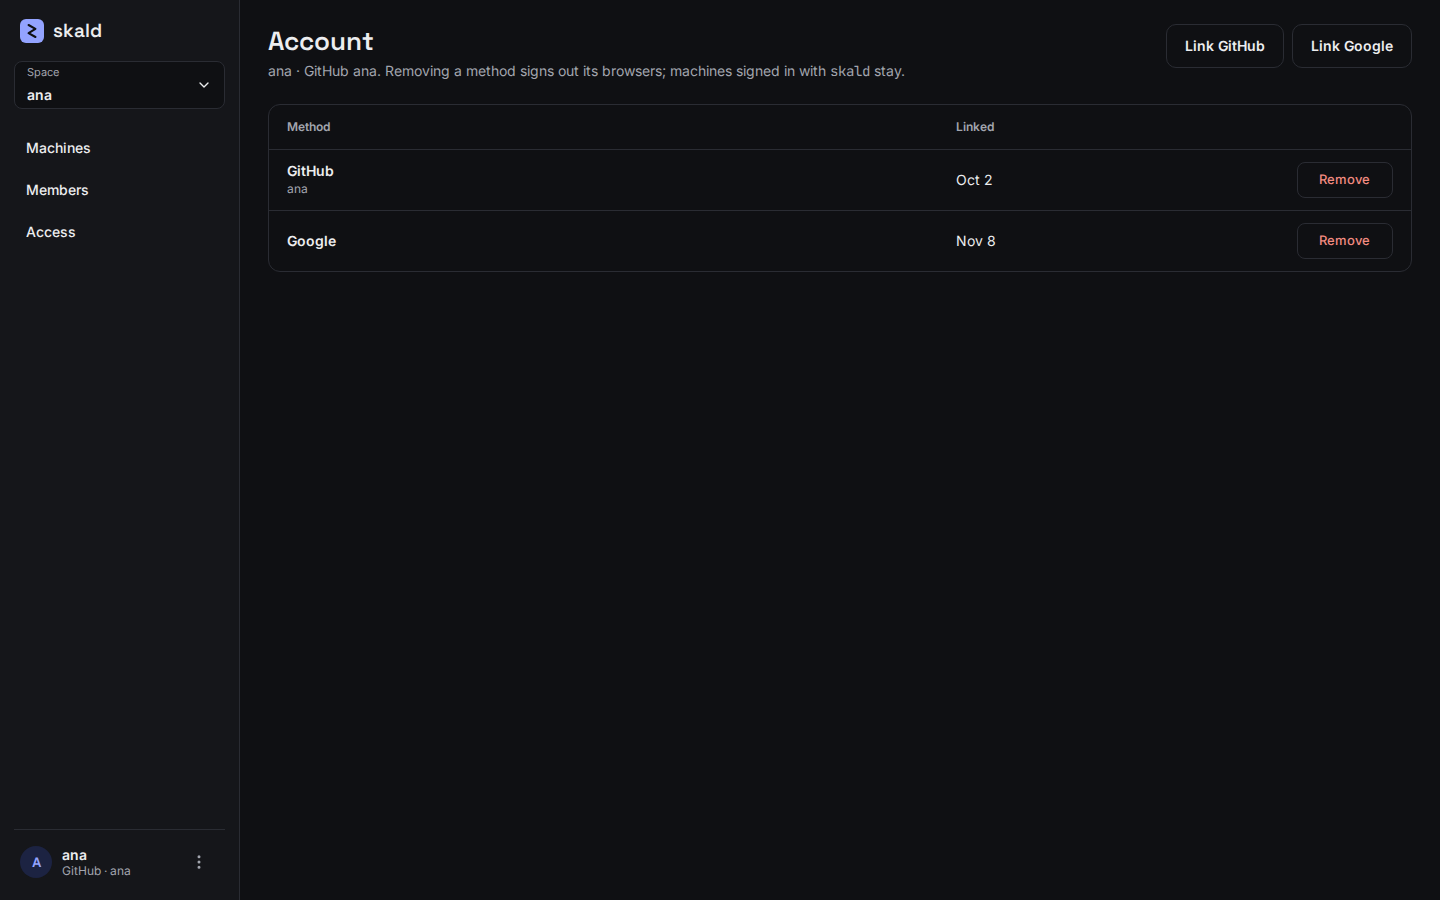 skald
Space
ana
Machines
Members
Access
A
ana
GitHub · ana
Account
ana · GitHub ana. Removing a method signs out its browsers; machines signed in with skald stay.
Link GitHub
Link Google
Method
Linked
GitHub
ana
Oct 2
Remove
Google
Nov 8
Remove